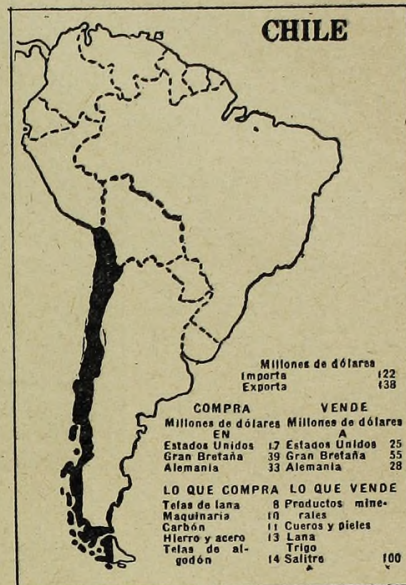 CHILE
Millones de dólares
Importa 122
Exporta 138
COMPRA VENDE
Millones de dólares Millones de dólares
EN A
Estados Unidos 17 Estados Unidos 25
Gran Bretaña 39 Gran Bretaña 55
Alemania 33 Alemania 28
LO QUE COMPRA LO QUE VENDE
Telas de lana 8 Productos mine-
Maquinaria 10 rales
Carbón 11 Cueros y pieles
Hierro y acero 13 Lana
Telas de al- Trigo
godón 14 Salitre 100